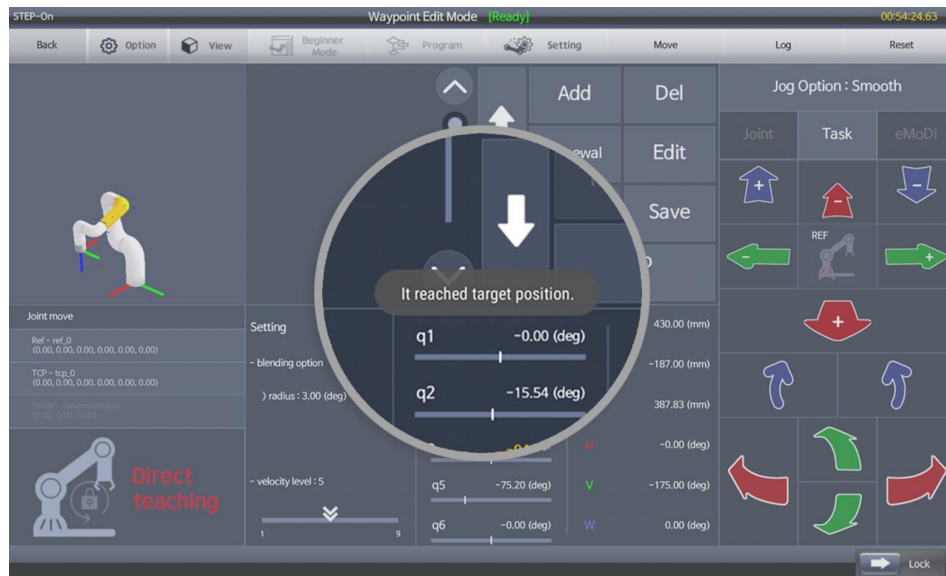 STEP-On
Waypoint Edit Mode [Ready]
00:54:24.63
Back
Option
View
Beginner
Mode
Program
Setting
Move
Log
Reset
Add
Del
Edit
Save
Jog Option : Smooth
Joint
Task
eMoDi
REF
It reached target position.
Joint move
Ref - ref_0
(0.00, 0.00, 0.00, 0.00, 0.00, 0.00)
TCP - tcp_0
(0.00, 0.00, 0.00, 0.00, 0.00, 0.00)
Direct
teaching
Setting
- blending option
) radius : 3.00 (deg)
- velocity level : 5
1
9
q1 -0.00 (deg)
q2 -15.54 (deg)
q5 -75.20 (deg)
q6 -0.00 (deg)
430.00 (mm)
-187.00 (mm)
387.83 (mm)
U -0.00 (deg)
V -175.00 (deg)
W 0.00 (deg)
Lock